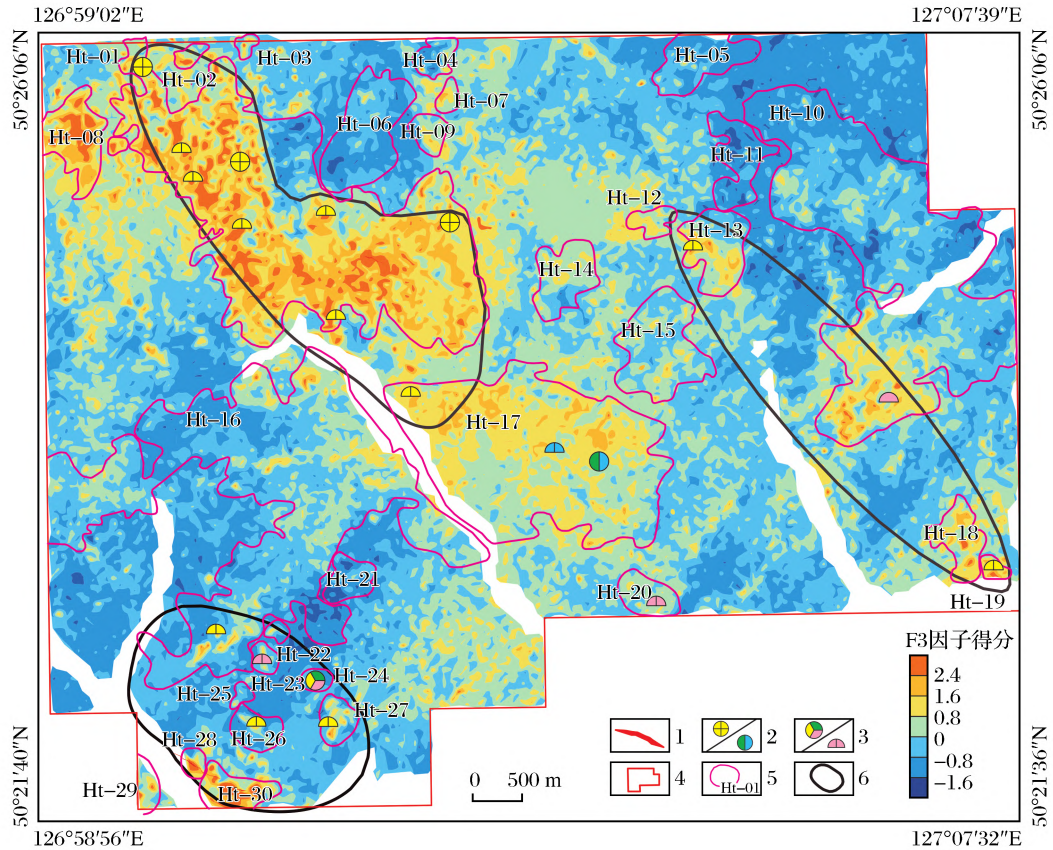 126°59′02″E 127°07′39″E
50°26′06″N
50°26′06″N
Ht-01
Ht-02
Ht-03
Ht-04
Ht-05
Ht-06
Ht-07
Ht-08
Ht-09
Ht-10
Ht-11
Ht-12
Ht-13
Ht-14
Ht-15
Ht-16
Ht-17
Ht-18
Ht-19
Ht-20
Ht-21
Ht-22
Ht-23
Ht-24
Ht-25
Ht-26
Ht-27
Ht-28
Ht-29
Ht-30
F3因子得分
2.4
1.6
0.8
0
-0.8
-1.6
1 2 3
4 Ht-01 5 6
0 500 m
50°21′40″N
50°21′36″N
126°58′56″E 127°07′32″E